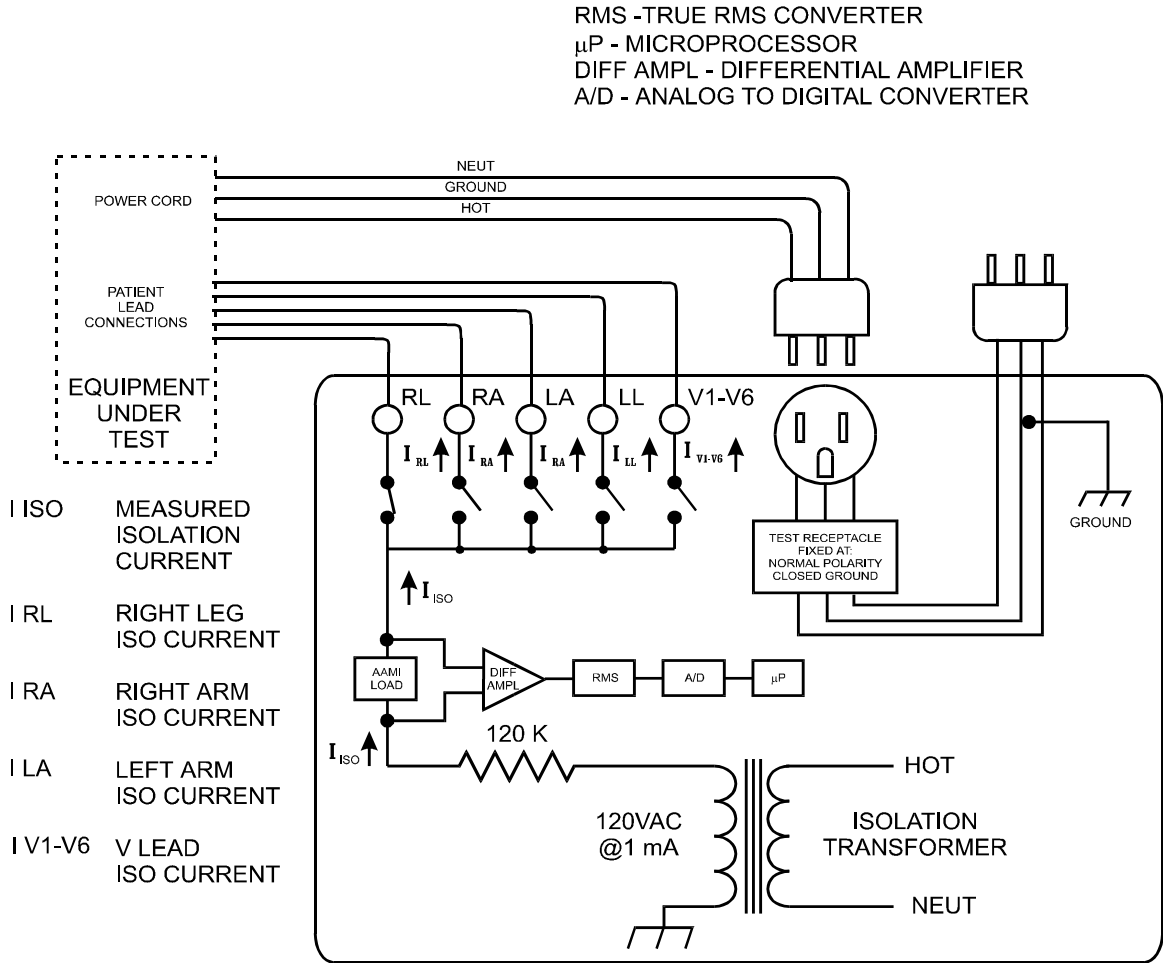 RMS -TRUE RMS CONVERTER
µP - MICROPROCESSOR
DIFF AMPL - DIFFERENTIAL AMPLIFIER
A/D - ANALOG TO DIGITAL CONVERTER
NEUT
GROUND
HOT
POWER CORD
PATIENT
LEAD
CONNECTIONS
EQUIPMENT
UNDER
TEST
RL
RA
LA
LL
V1-V6
I RL
I RA
I RA
I LL
I V1-V6
GROUND
TEST RECEPTACLE
FIXED AT:
NORMAL POLARITY
CLOSED GROUND
I ISO
I ISO MEASURED
ISOLATION
CURRENT
I RL RIGHT LEG
ISO CURRENT
I RA RIGHT ARM
ISO CURRENT
I LA LEFT ARM
ISO CURRENT
I V1-V6 V LEAD
ISO CURRENT
AAMI
LOAD
DIFF
AMPL
RMS
A/D
µP
I ISO
120 K
120VAC
@1 mA
HOT
ISOLATION
TRANSFORMER
NEUT